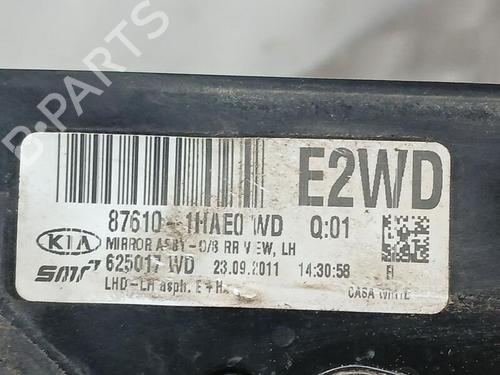 E2WD
87610-1HAE0 WD Q:01
KIA MIRROR ASSY-O/S RR VIEW, LH
SMR 625017 WD 23.09.2011 14:30:58
LHD-LH asph. E+H.
CASA WHITE
B-PARTS